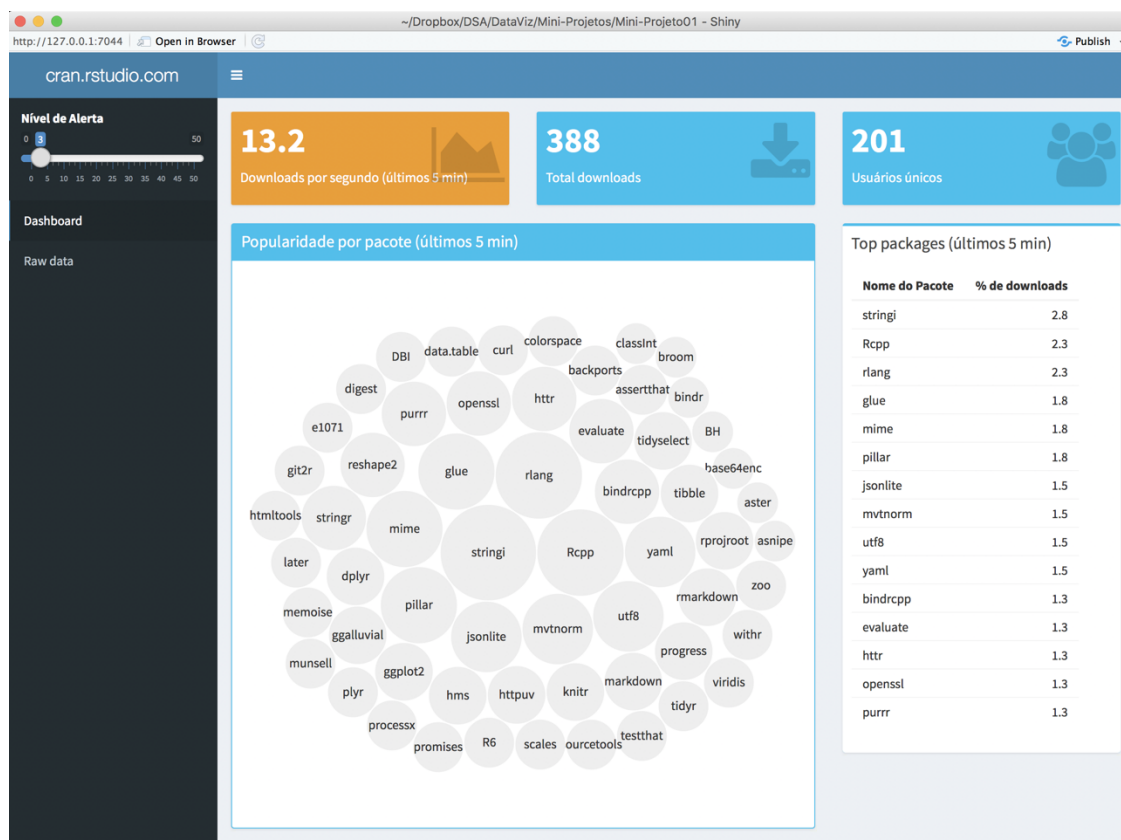 ~/Dropbox/DSA/DataViz/Mini-Projetos/Mini-Projeto01 - Shiny
http://127.0.0.1:7044 Open in Browser Publish
cran.rstudio.com
Nível de Alerta
0 3 50
0 5 10 15 20 25 30 35 40 45 50
Dashboard
Raw data
13.2
Downloads por segundo (últimos 5 min)
388
Total downloads
201
Usuários únicos
Popularidade por pacote (últimos 5 min)
colorspace
classInt
DBI data.table curl
broom
backports
digest
assertthat
bindr
httr
openssl
purrr
e1071
evaluate
BH
tidyselect
reshape2
git2r
glue
rlang
base64enc
bindrcpp
tibble
aster
htmltools
stringr
mime
rprojroot
asnipe
stringi
Rcpp
yaml
later
dplyr
zoo
rmarkdown
pillar
memoise
utf8
mvtnorm
ggalluvial
jsonlite
withr
progress
munsell
ggplot2
markdown
viridis
plyr
hms
httpuv
knitr
tidyr
processx
testthat
promises
R6
scales
ourcetools
Top packages (últimos 5 min)
Nome do Pacote % de downloads
stringi 2.8
Rcpp 2.3
rlang 2.3
glue 1.8
mime 1.8
pillar 1.8
jsonlite 1.5
mvtnorm 1.5
utf8 1.5
yaml 1.5
bindrcpp 1.3
evaluate 1.3
httr 1.3
openssl 1.3
purrr 1.3